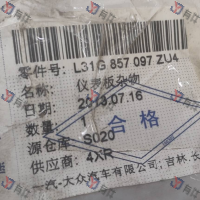 有江
零件号: L31G 857 097 ZU4
名称: 仪表板杂物
日期: 2013.07.16
数量:
源仓库: S020
供应商: 4XR
合格
一汽-大众汽车有限公司; 吉林. 长